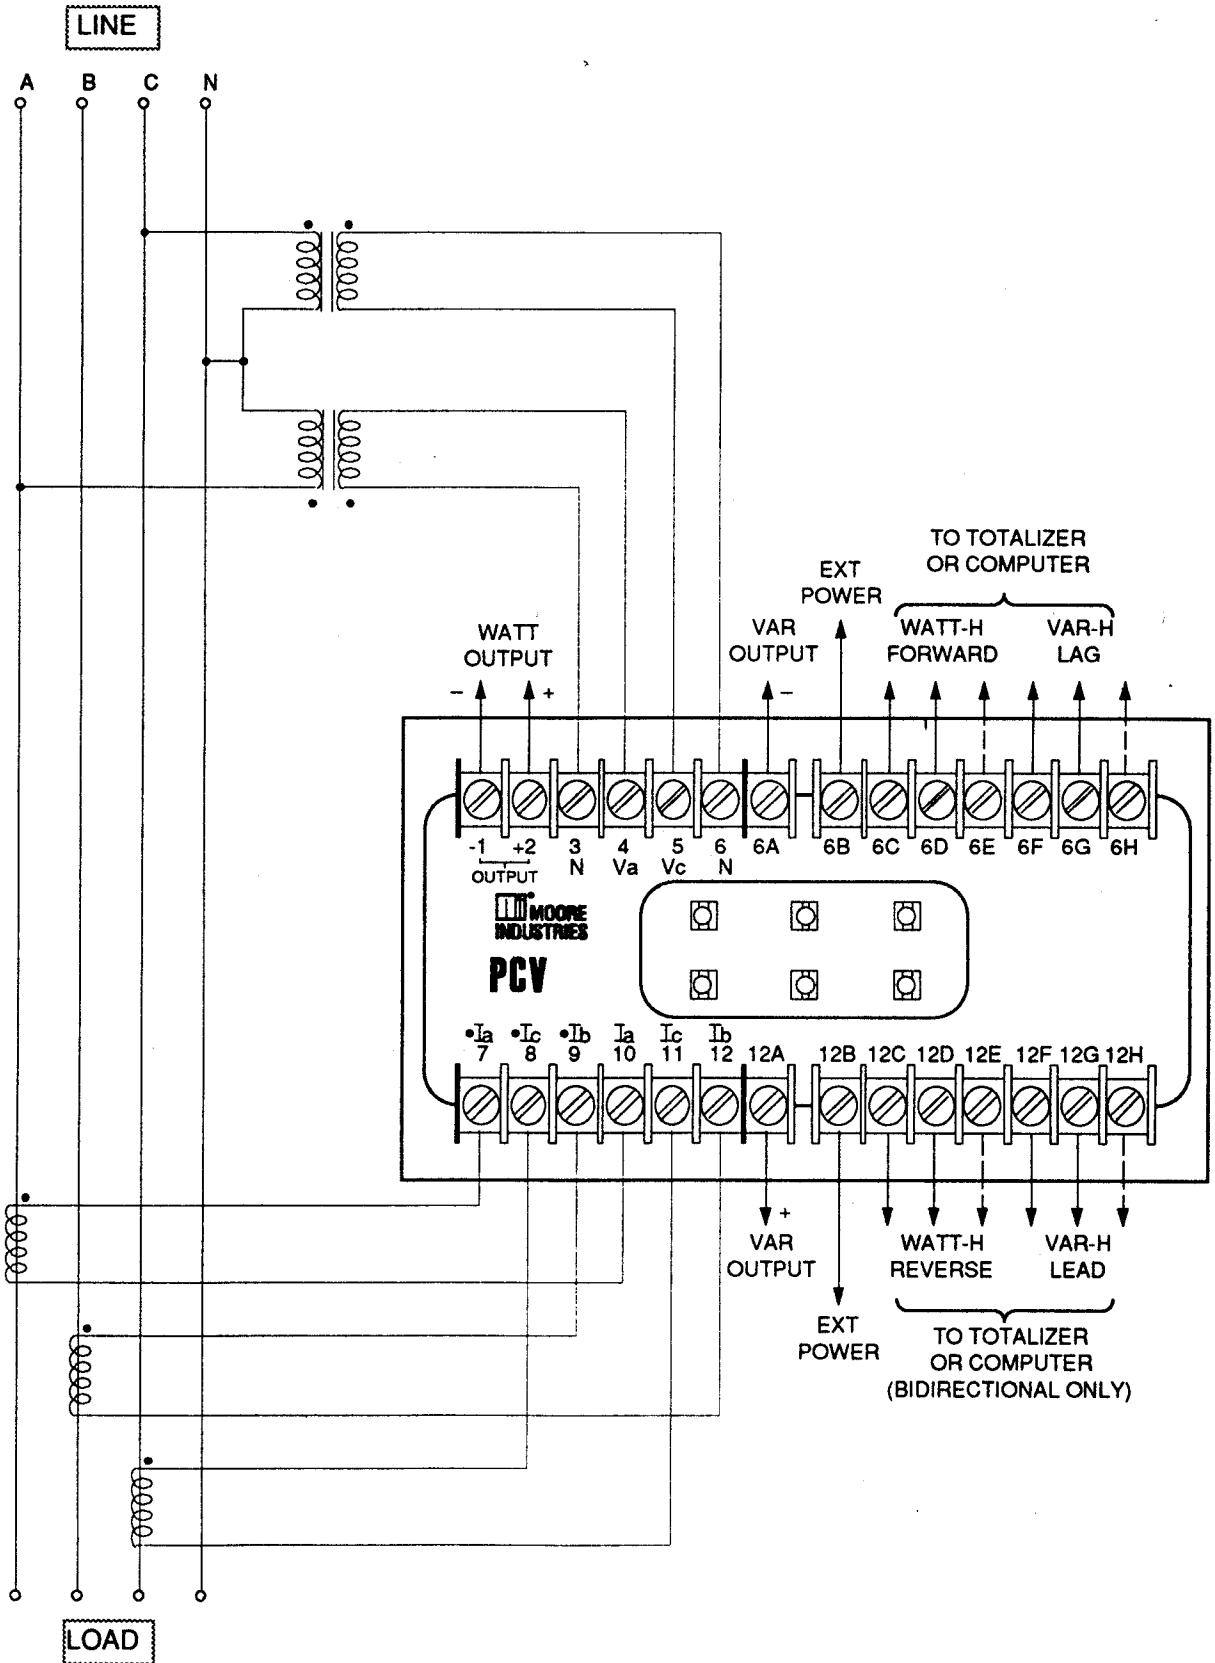 LINE
A B C N
TO TOTALIZER
OR COMPUTER
EXT
POWER
WATT
OUTPUT
VAR
OUTPUT
WATT-H
FORWARD
VAR-H
LAG
– +
–
-1 +2 3 4 5 6 6A 6B 6C 6D 6E 6F 6G 6H
OUTPUT N Va Vc N
MOORE
INDUSTRIES
PCV
•Ia •Ic •Ib Ia Ic Ib
7 8 9 10 11 12 12A 12B 12C 12D 12E 12F 12G 12H
+
VAR
OUTPUT
WATT-H
REVERSE
VAR-H
LEAD
EXT
POWER
TO TOTALIZER
OR COMPUTER
(BIDIRECTIONAL ONLY)
LOAD